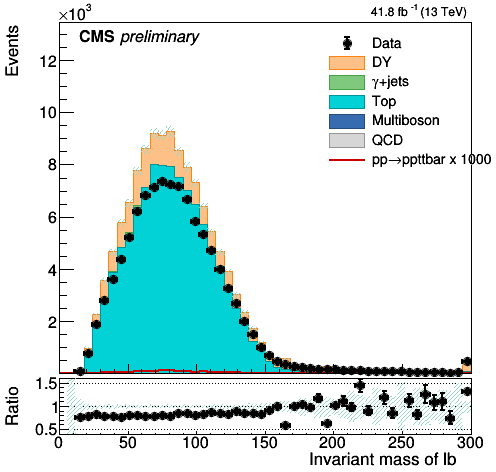 ×10³
41.8 fb⁻¹ (13 TeV)
CMS preliminary
Events
Data
DY
γ+jets
Top
Multiboson
QCD
pp→ppttbar x 1000
12
10
8
6
4
2
Ratio
1.5
1
0.5
0 50 100 150 200 250 300
Invariant mass of lb